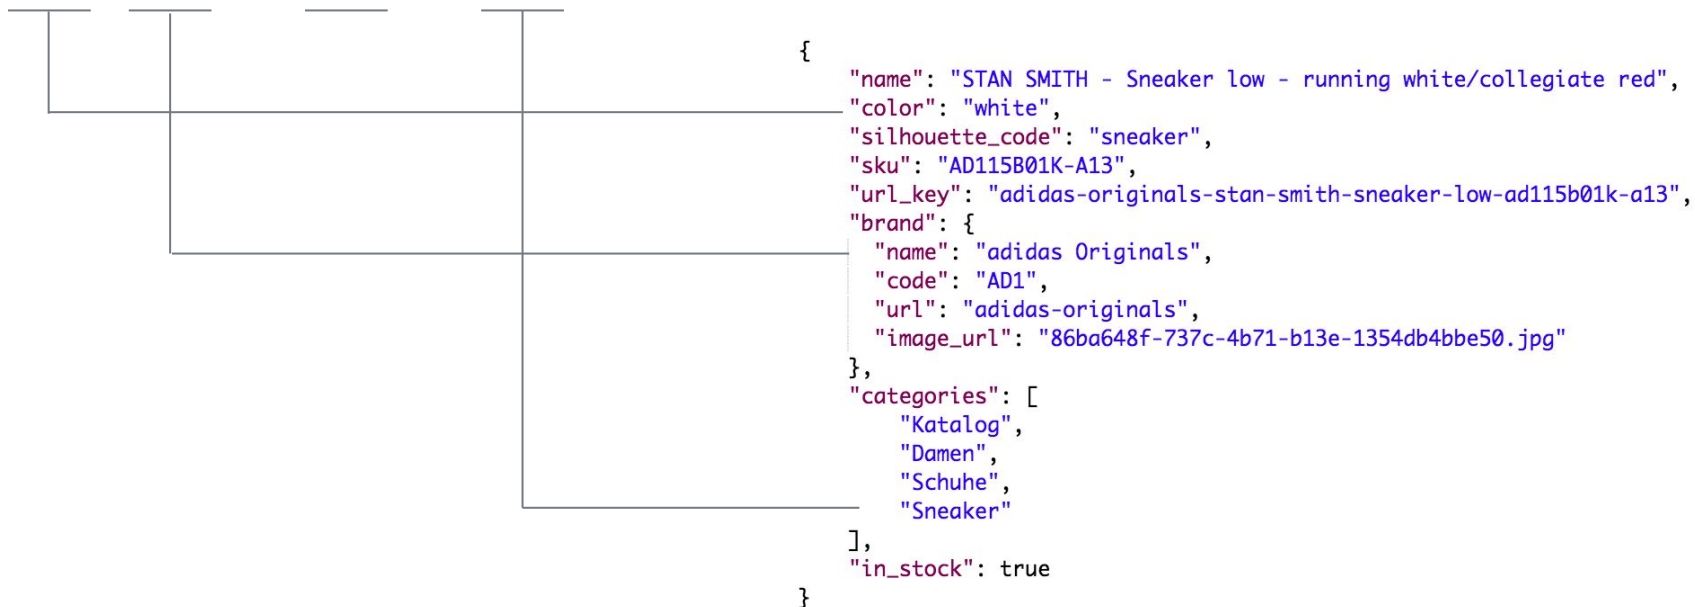 {
"name": "STAN SMITH - Sneaker low - running white/collegiate red",
"color": "white",
"silhouette_code": "sneaker",
"sku": "AD115B01K-A13",
"url_key": "adidas-originals-stan-smith-sneaker-low-ad115b01k-a13",
"brand": {
"name": "adidas Originals",
"code": "AD1",
"url": "adidas-originals",
"image_url": "86ba648f-737c-4b71-b13e-1354db4bbe50.jpg"
},
"categories": [
"Katalog",
"Damen",
"Schuhe",
"Sneaker"
],
"in_stock": true
}